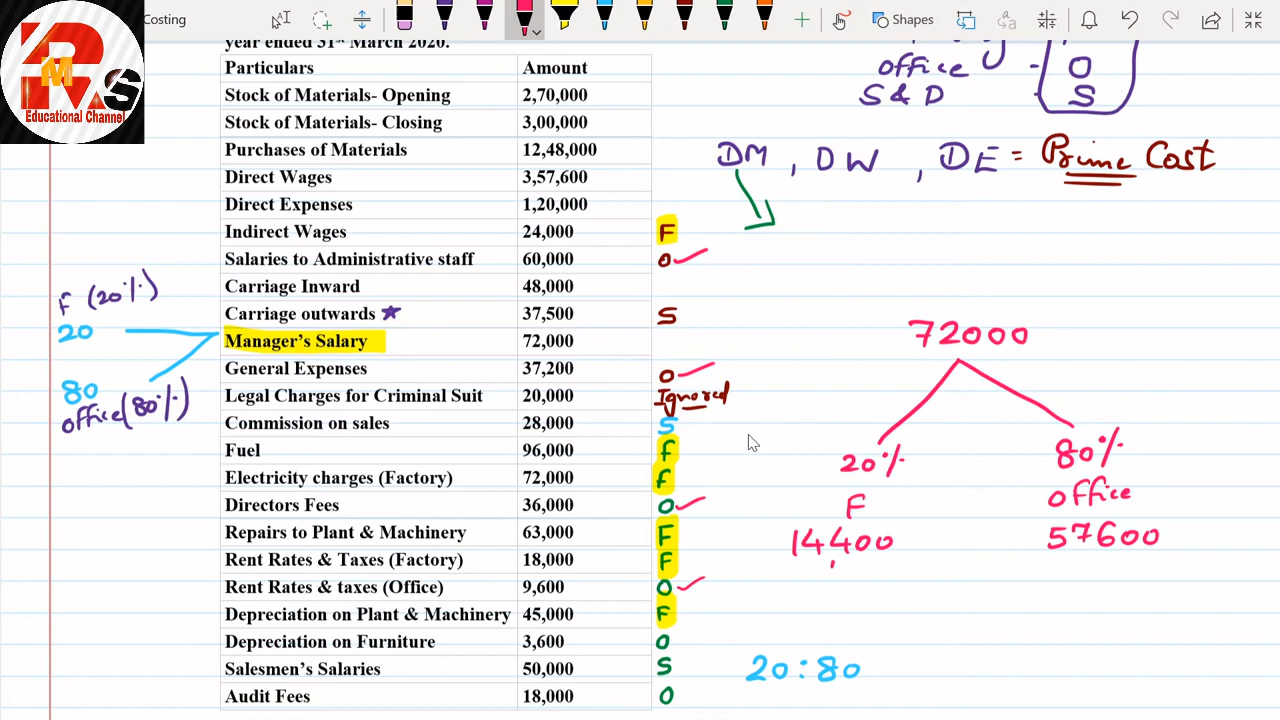 Costing
Shapes
RMS
Educational Channel
year ended 31st March 2020.
Particulars Amount
Stock of Materials- Opening 2,70,000
Stock of Materials- Closing 3,00,000
Purchases of Materials 12,48,000
Direct Wages 3,57,600
Direct Expenses 1,20,000
Indirect Wages 24,000 F
Salaries to Administrative staff 60,000 O
Carriage Inward 48,000
Carriage outwards 37,500 S
Manager's Salary 72,000
General Expenses 37,200 O
Legal Charges for Criminal Suit 20,000 Ignored
Commission on sales 28,000 S
Fuel 96,000 f
Electricity charges (Factory) 72,000 f
Directors Fees 36,000 O
Repairs to Plant & Machinery 63,000 F
Rent Rates & Taxes (Factory) 18,000 F
Rent Rates & taxes (Office) 9,600 O
Depreciation on Plant & Machinery 45,000 F
Depreciation on Furniture 3,600 O
Salesmen's Salaries 50,000 S
Audit Fees 18,000 O
F (20%)
20
80
office (80%)
office - O
S & D - S
DM , DW , DE = Prime Cost
72000
20% 80%
F office
14,400 57600
20:80